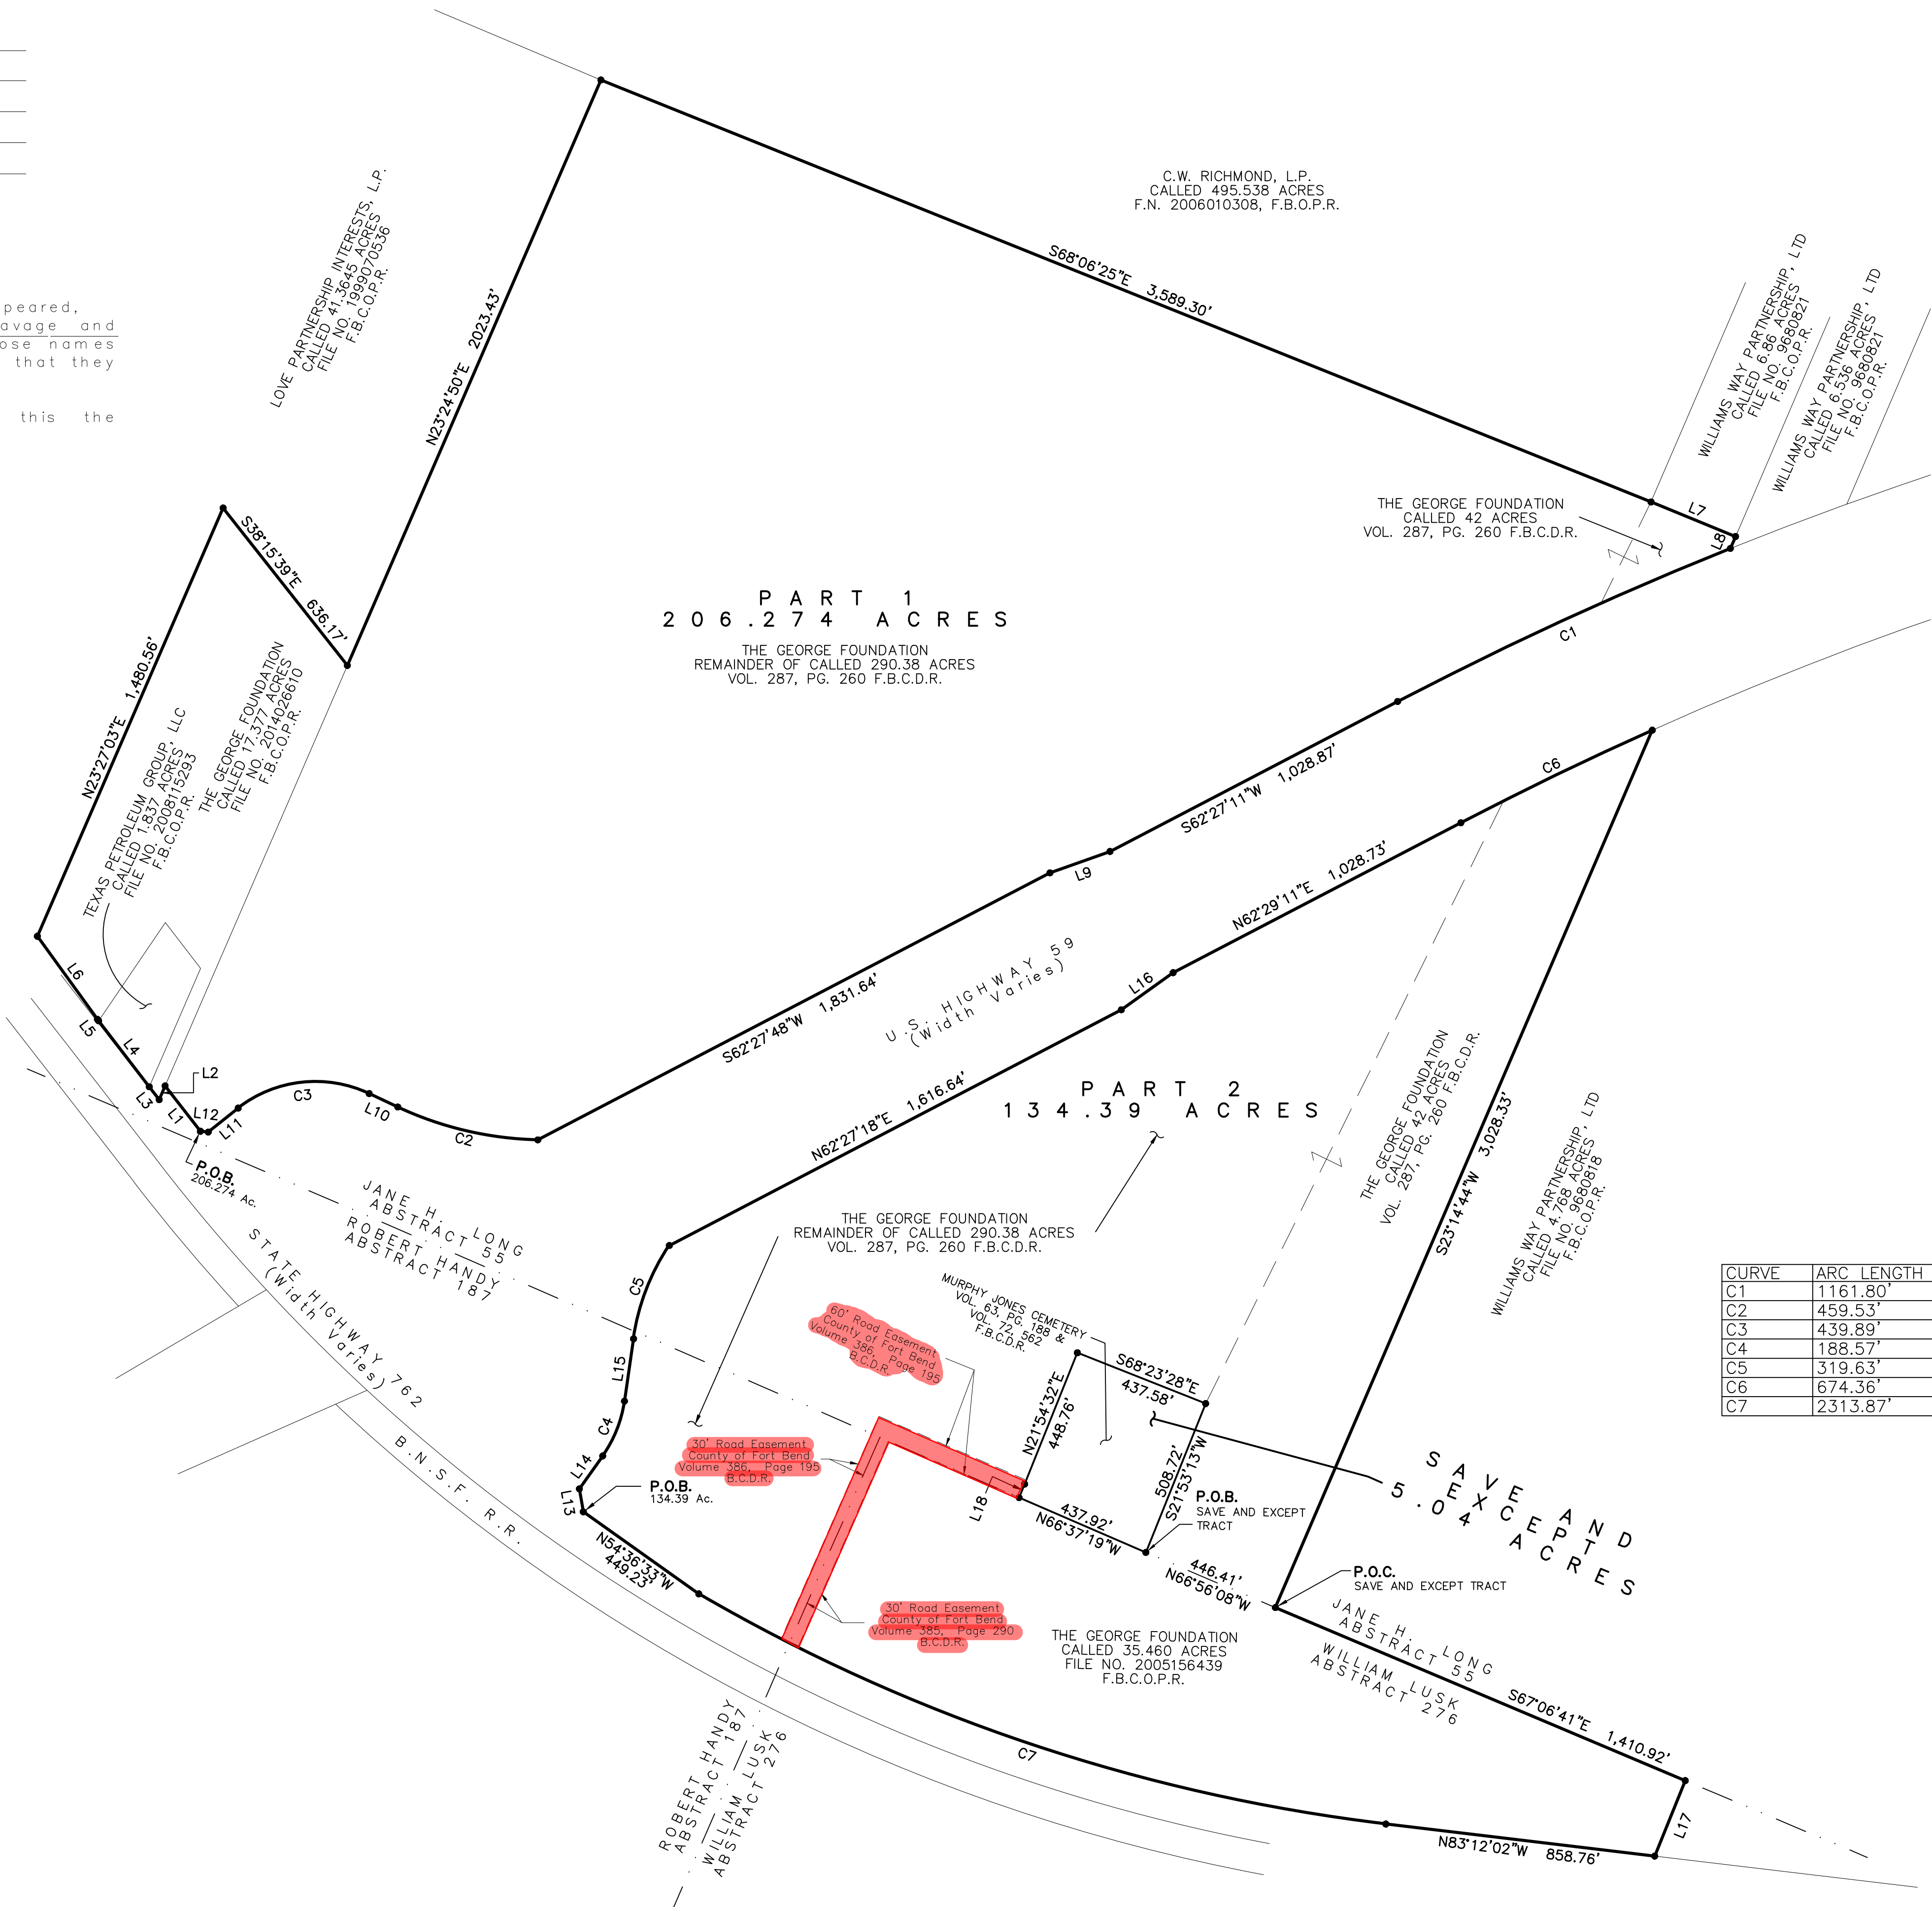 peared,
avage and
ose names
that they
this the
C.W. RICHMOND, L.P.
CALLED 495.538 ACRES
F.N. 2006010308, F.B.O.P.R.
LOVE PARTNERSHIP INTERESTS, L.P.
CALLED 41.3645 ACRES
FILE NO. 1999070536
F.B.C.O.P.R.
N23°24'50"E 2023.43'
S68°06'25"E 3,589.30'
WILLIAMS WAY PARTNERSHIP, LTD
CALLED 6.86 ACRES
FILE NO. 9680821
F.B.C.O.P.R.
WILLIAMS WAY PARTNERSHIP, LTD
CALLED 6.536 ACRES
FILE NO. 9680821
F.B.C.O.P.R.
THE GEORGE FOUNDATION
CALLED 42 ACRES
VOL. 287, PG. 260 F.B.C.D.R.
L7
L8
C1
S38°15'39"E 636.17'
PART 1
206.274 ACRES
THE GEORGE FOUNDATION
REMAINDER OF CALLED 290.38 ACRES
VOL. 287, PG. 260 F.B.C.D.R.
N23°27'03"E 1,480.56'
TEXAS PETROLEUM GROUP, LLC
CALLED 1.837 ACRES
FILE NO. 2008115293
F.B.C.O.P.R.
THE GEORGE FOUNDATION
CALLED 17.377 ACRES
FILE NO. 2014026610
F.B.C.O.P.R.
S62°27'11"W 1,028.87'
C6
L9
N62°29'11"E 1,028.73'
L6
L5
L4
L3
L2
L1
L12
L11
C3
L10
C2
S62°27'48"W 1,831.64'
U.S. HIGHWAY 59
(Width Varies)
L16
P.O.B.
206.274 Ac.
N62°27'18"E 1,616.64'
PART 2
134.39 ACRES
THE GEORGE FOUNDATION
CALLED 42 ACRES
VOL. 287, PG. 260 F.B.C.D.R.
S23°14'44"W 3,028.33'
WILLIAMS WAY PARTNERSHIP, LTD
CALLED 4.768 ACRES
FILE NO. 9680818
F.B.C.O.P.R.
JANE H. LONG
ABSTRACT 55
ROBERT HANDY
ABSTRACT 187
STATE HIGHWAY 762
(Width Varies)
B.N.S.F. R.R.
THE GEORGE FOUNDATION
REMAINDER OF CALLED 290.38 ACRES
VOL. 287, PG. 260 F.B.C.D.R.
C5
L15
C4
L14
L13
MURPHY JONES CEMETERY
VOL. 63, PG. 188 &
VOL. 72, 562
F.B.C.D.R.
60' Road Easement
County of Fort Bend
Volume 386, Page 195
B.C.D.R.
S68°23'28"E
437.58'
N21°54'32"E
448.76'
508.72'
S21°53'13"W
30' Road Easement
County of Fort Bend
Volume 386, Page 195
B.C.D.R.
P.O.B.
134.39 Ac.
L18
437.92'
N66°37'19"W
P.O.B.
SAVE AND EXCEPT
TRACT
SAVE AND
EXCEPT
5.04 ACRES
N54°36'33"W
449.23'
446.41'
N66°56'08"W
P.O.C.
SAVE AND EXCEPT TRACT
30' Road Easement
County of Fort Bend
Volume 385, Page 290
B.C.D.R.
THE GEORGE FOUNDATION
CALLED 35.460 ACRES
FILE NO. 2005156439
F.B.C.O.P.R.
JANE H. LONG
ABSTRACT 55
WILLIAM LUSK
ABSTRACT 276
S67°06'41"E 1,410.92'
ROBERT HANDY
ABSTRACT 187
WILLIAM LUSK
ABSTRACT 276
C7
L17
N83°12'02"W 858.76'
CURVE ARC LENGTH
C1 1161.80'
C2 459.53'
C3 439.89'
C4 188.57'
C5 319.63'
C6 674.36'
C7 2313.87'